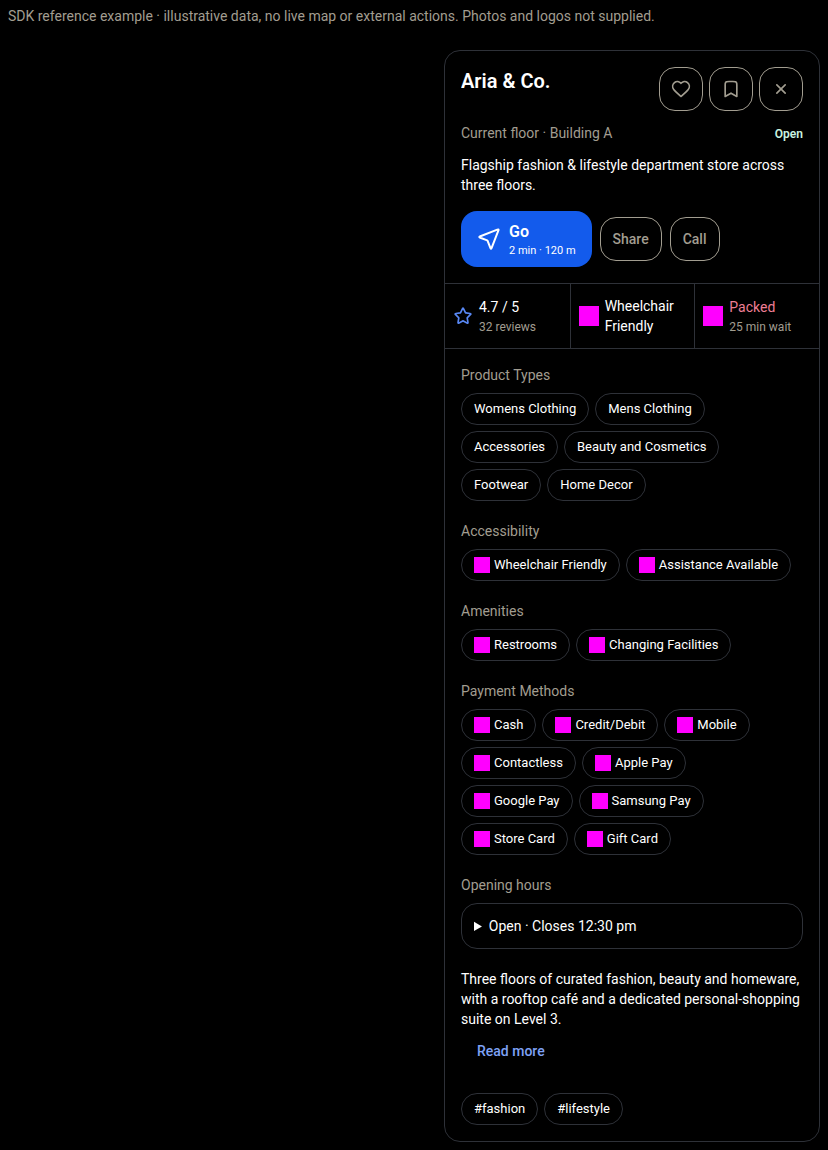 SDK reference example · illustrative data, no live map or external actions. Photos and logos not supplied.
Aria & Co.
Current floor · Building A
Open
Flagship fashion & lifestyle department store across
three floors.
Go
2 min · 120 m
Share
Call
4.7 / 5
32 reviews
Wheelchair
Friendly
Packed
25 min wait
Product Types
Womens Clothing
Mens Clothing
Accessories
Beauty and Cosmetics
Footwear
Home Decor
Accessibility
Wheelchair Friendly
Assistance Available
Amenities
Restrooms
Changing Facilities
Payment Methods
Cash
Credit/Debit
Mobile
Contactless
Apple Pay
Google Pay
Samsung Pay
Store Card
Gift Card
Opening hours
Open · Closes 12:30 pm
Three floors of curated fashion, beauty and homeware,
with a rooftop café and a dedicated personal-shopping
suite on Level 3.
Read more
#fashion
#lifestyle